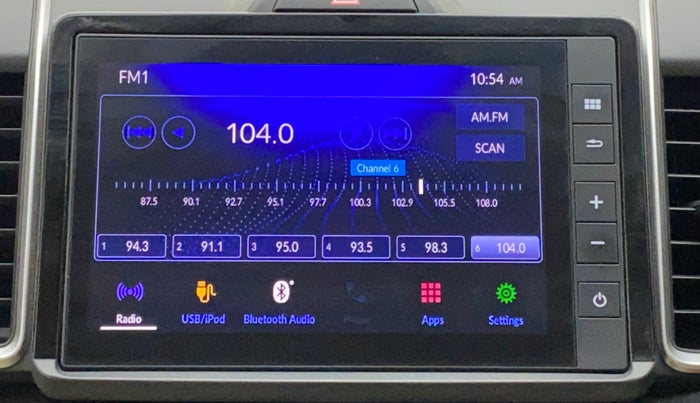 FM1 10:54 AM
104.0 AM.FM
SCAN
Channel 6
87.5 90.1 92.7 95.1 97.7 100.3 102.9 105.5 108.0
1 94.3 2 91.1 3 95.0 4 93.5 5 98.3 6 104.0
Radio USB/iPod Bluetooth Audio Phone Apps Settings